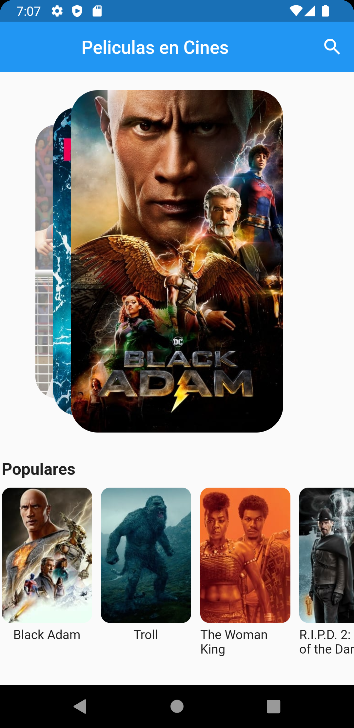 7:07
Peliculas en Cines
DC
BLACK
ADAM
Populares
Black Adam
Troll
The Woman
King
R.I.P.D. 2:
of the Dar